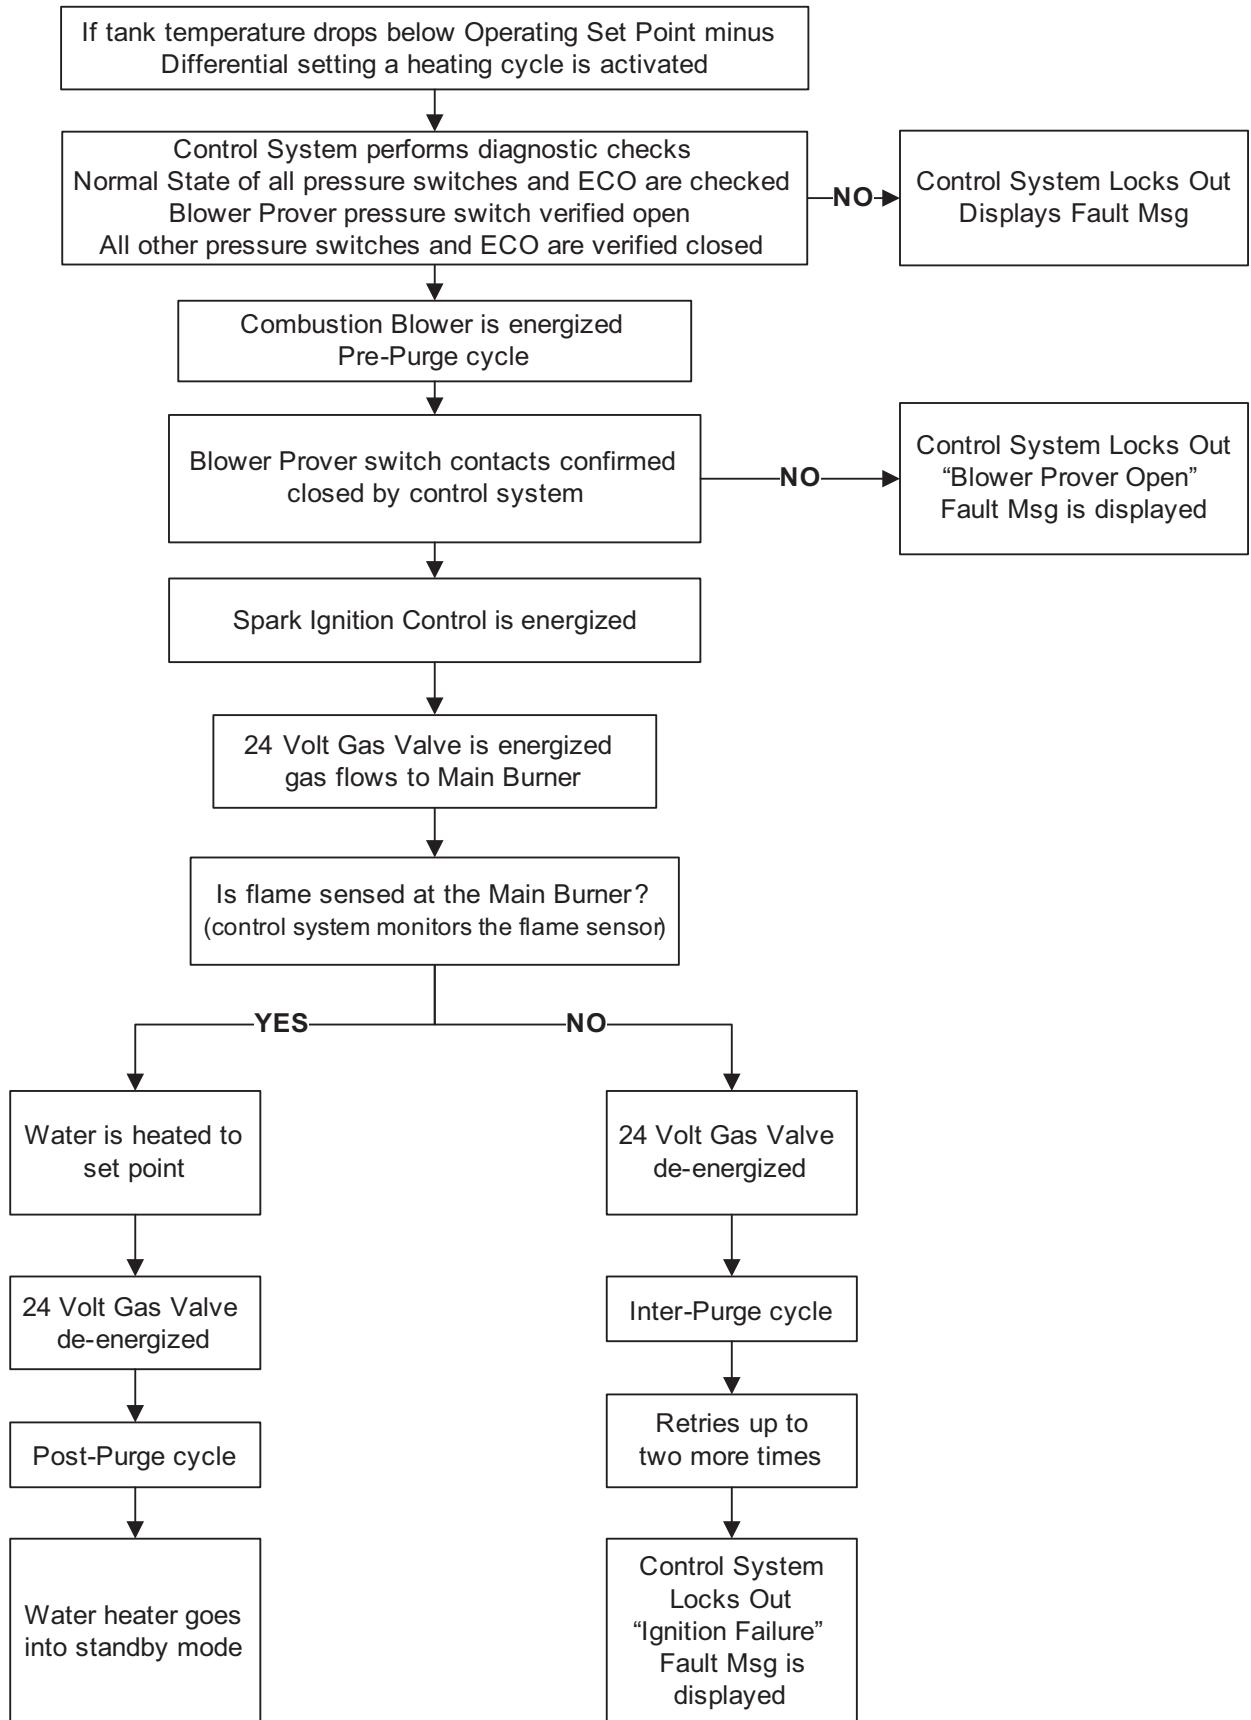 If tank temperature drops below Operating Set Point minus
Differential setting a heating cycle is activated
Control System performs diagnostic checks
Normal State of all pressure switches and ECO are checked
Blower Prover pressure switch verified open
All other pressure switches and ECO are verified closed
NO
Control System Locks Out
Displays Fault Msg
Combustion Blower is energized
Pre-Purge cycle
Blower Prover switch contacts confirmed
closed by control system
NO
Control System Locks Out
“Blower Prover Open”
Fault Msg is displayed
Spark Ignition Control is energized
24 Volt Gas Valve is energized
gas flows to Main Burner
Is flame sensed at the Main Burner?
(control system monitors the flame sensor)
YES
NO
Water is heated to
set point
24 Volt Gas Valve
de-energized
Post-Purge cycle
Water heater goes
into standby mode
24 Volt Gas Valve
de-energized
Inter-Purge cycle
Retries up to
two more times
Control System
Locks Out
“Ignition Failure”
Fault Msg is
displayed